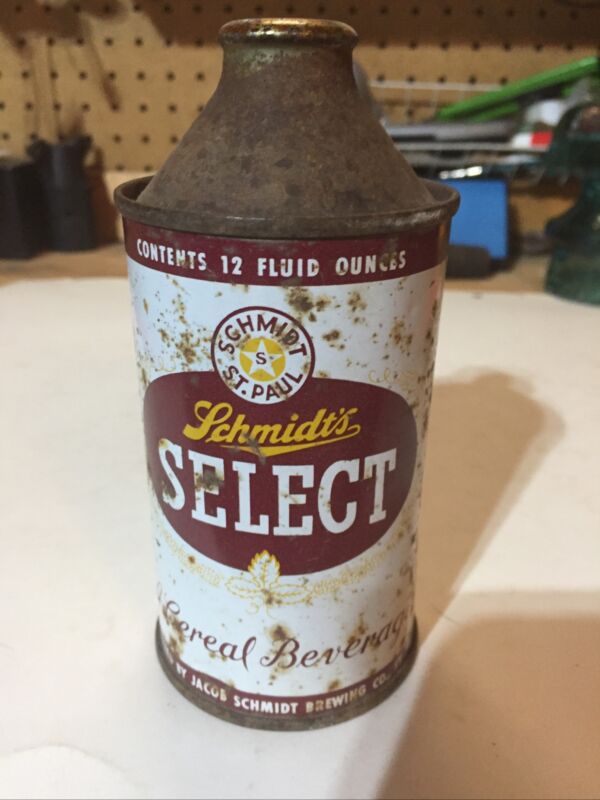 CONTENTS 12 FLUID OUNCES
SCHMIDT
S
ST. PAUL
Schmidt's
SELECT
Cereal Beverag
BY JACOB SCHMIDT BREWING CO.